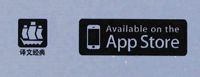 译文经典
Available on the
App Store